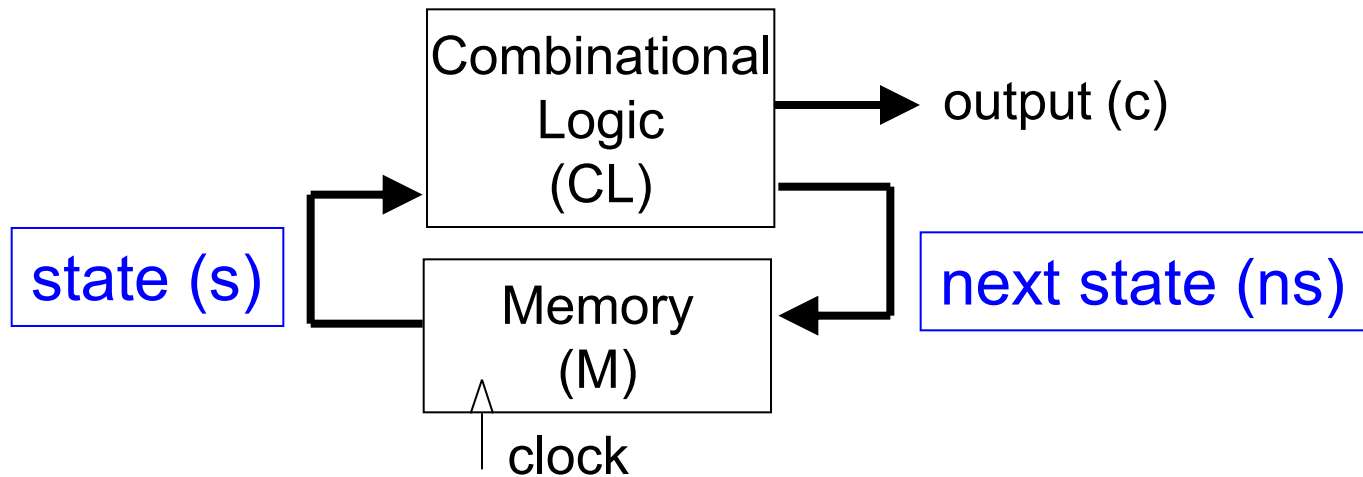 Combinational
Logic
(CL)
output (c)
state (s)
next state (ns)
Memory
(M)
clock